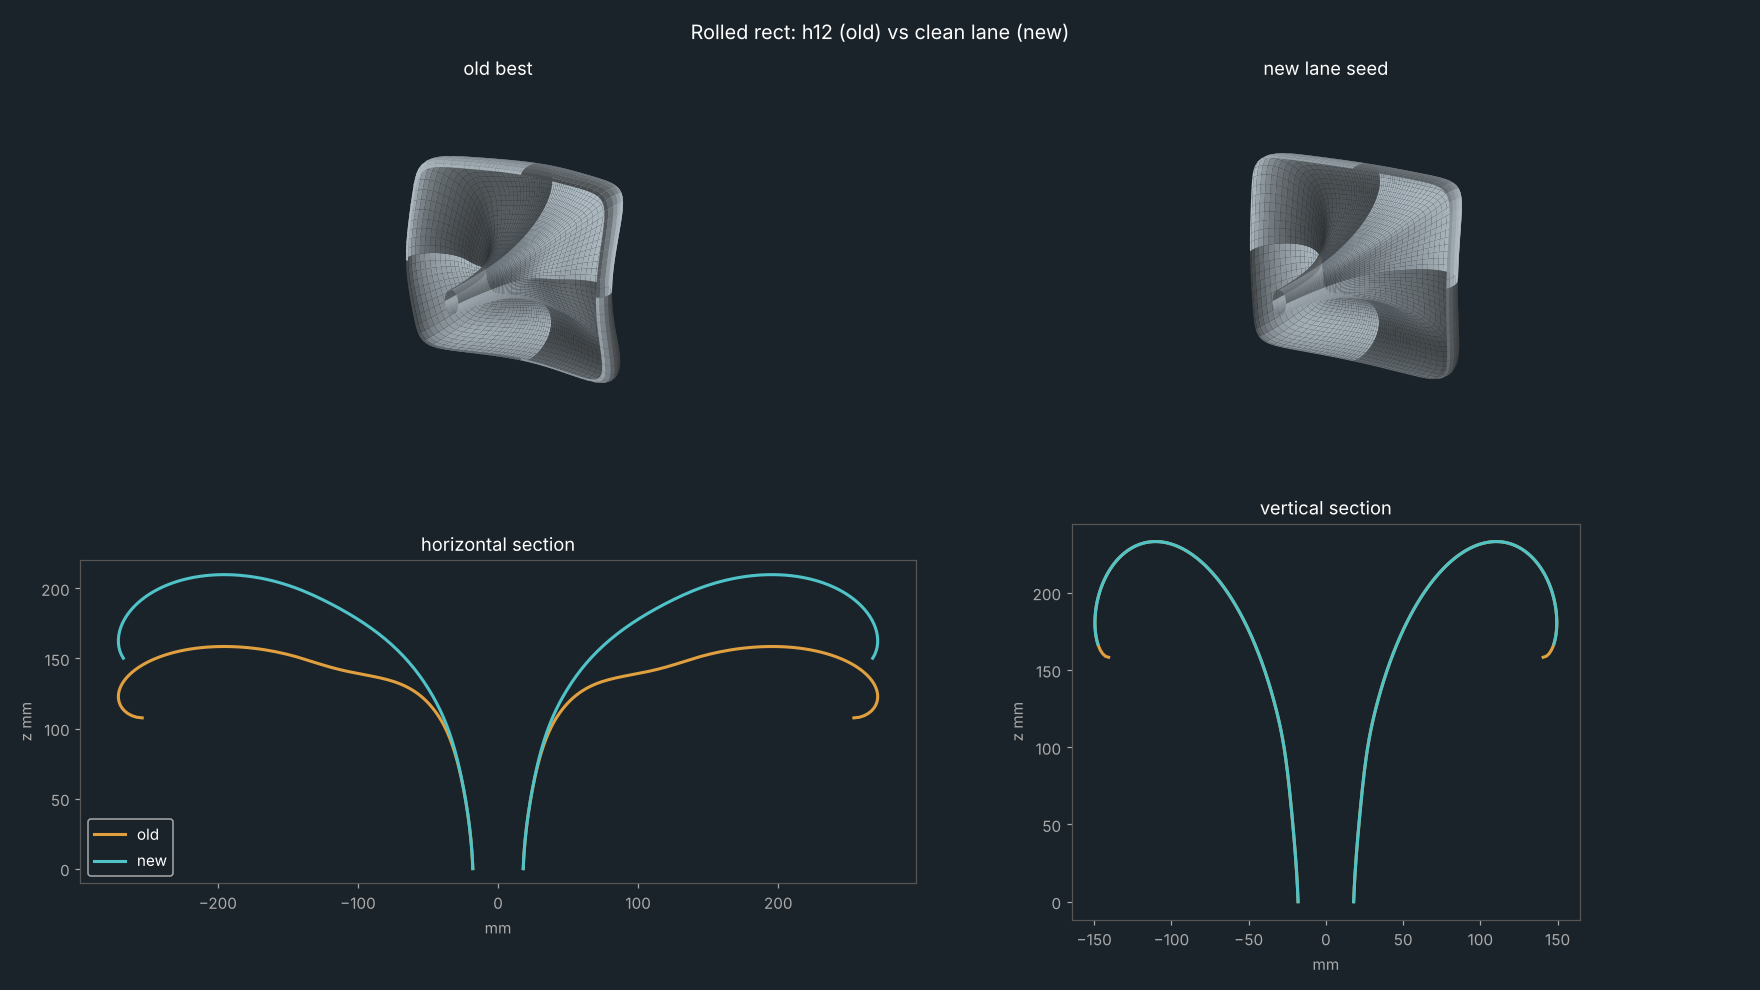 Rolled rect: h12 (old) vs clean lane (new)
old best
new lane seed
horizontal section
z mm
200
150
100
50
0
old
new
−200
−100
0
100
200
mm
vertical section
z mm
200
150
100
50
0
−150
−100
−50
0
50
100
150
mm